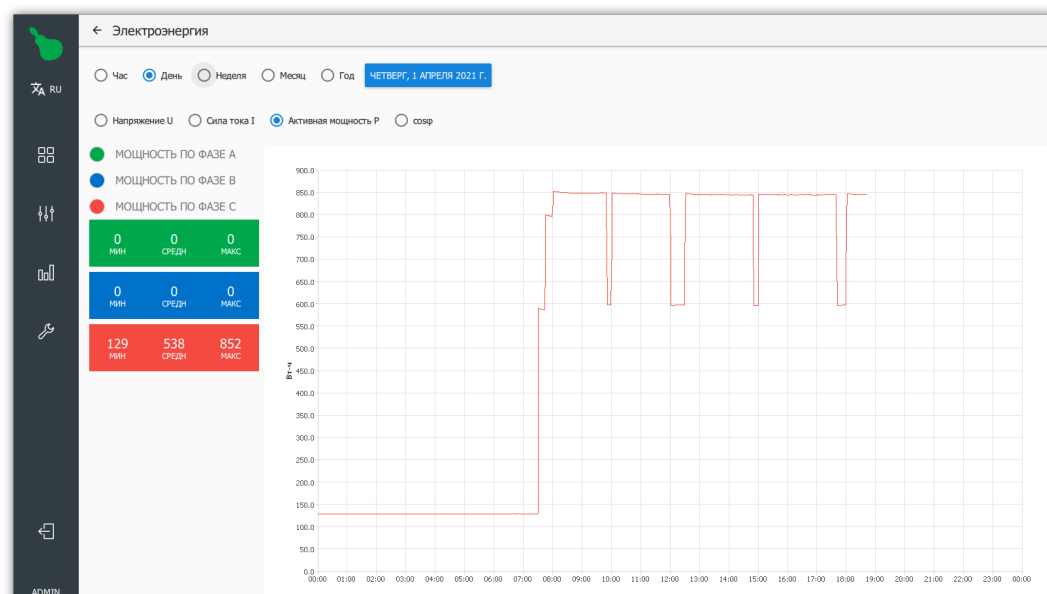 Электроэнергия
RU
Час День Неделя Месяц Год ЧЕТВЕРГ, 1 АПРЕЛЯ 2021 Г.
Напряжение U Сила тока I Активная мощность P cosφ
МОЩНОСТЬ ПО ФАЗЕ A
МОЩНОСТЬ ПО ФАЗЕ B
МОЩНОСТЬ ПО ФАЗЕ C
0 0 0
МИН СРЕДН МАКС
0 0 0
МИН СРЕДН МАКС
129 538 852
МИН СРЕДН МАКС
900.0
850.0
800.0
750.0
700.0
650.0
600.0
550.0
500.0
450.0
400.0
350.0
300.0
250.0
200.0
150.0
100.0
50.0
0.0
Вт-ч
00:00 01:00 02:00 03:00 04:00 05:00 06:00 07:00 08:00 09:00 10:00 11:00 12:00 13:00 14:00 15:00 16:00 17:00 18:00 19:00 20:00 21:00 22:00 23:00 00:00
ADMIN